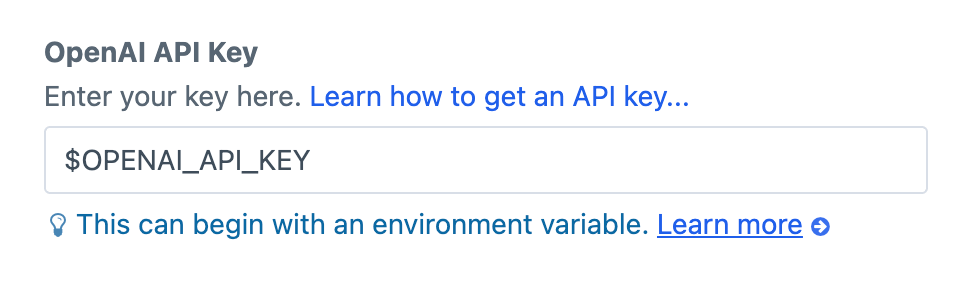 OpenAI API Key
Enter your key here. Learn how to get an API key...
$OPENAI_API_KEY
This can begin with an environment variable. Learn more